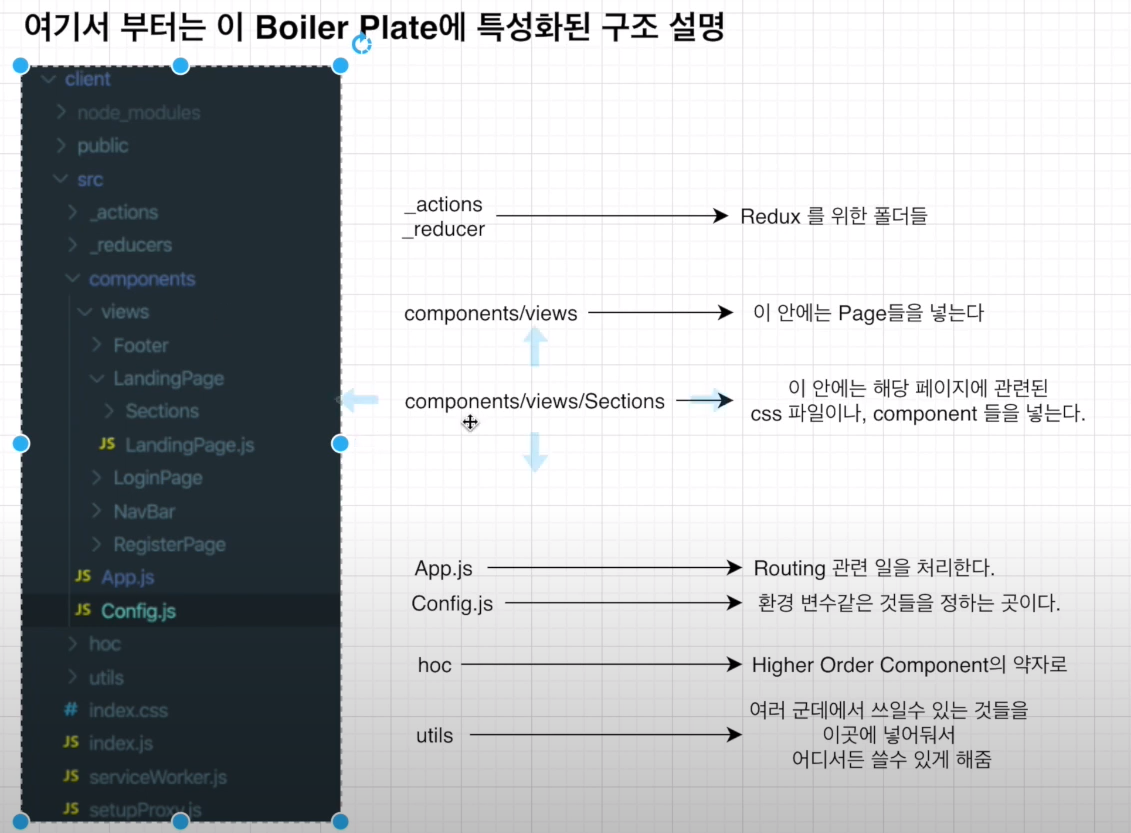 여기서 부터는 이 Boiler Plate에 특성화된 구조 설명
client
node_modules
public
src
_actions
_reducers
components
views
Footer
LandingPage
Sections
JS LandingPage.js
LoginPage
NavBar
RegisterPage
JS App.js
JS Config.js
hoc
utils
# index.css
JS index.js
JS serviceWorker.js
JS setupProxy.js
_actions
_reducer
Redux 를 위한 폴더들
components/views
이 안에는 Page들을 넣는다
components/views/Sections
이 안에는 해당 페이지에 관련된
css 파일이나, component 들을 넣는다.
App.js
Routing 관련 일을 처리한다.
Config.js
환경 변수같은 것들을 정하는 곳이다.
hoc
Higher Order Component의 약자로
utils
여러 군데에서 쓰일수 있는 것들을
이곳에 넣어둬서
어디서든 쓸수 있게 해줌